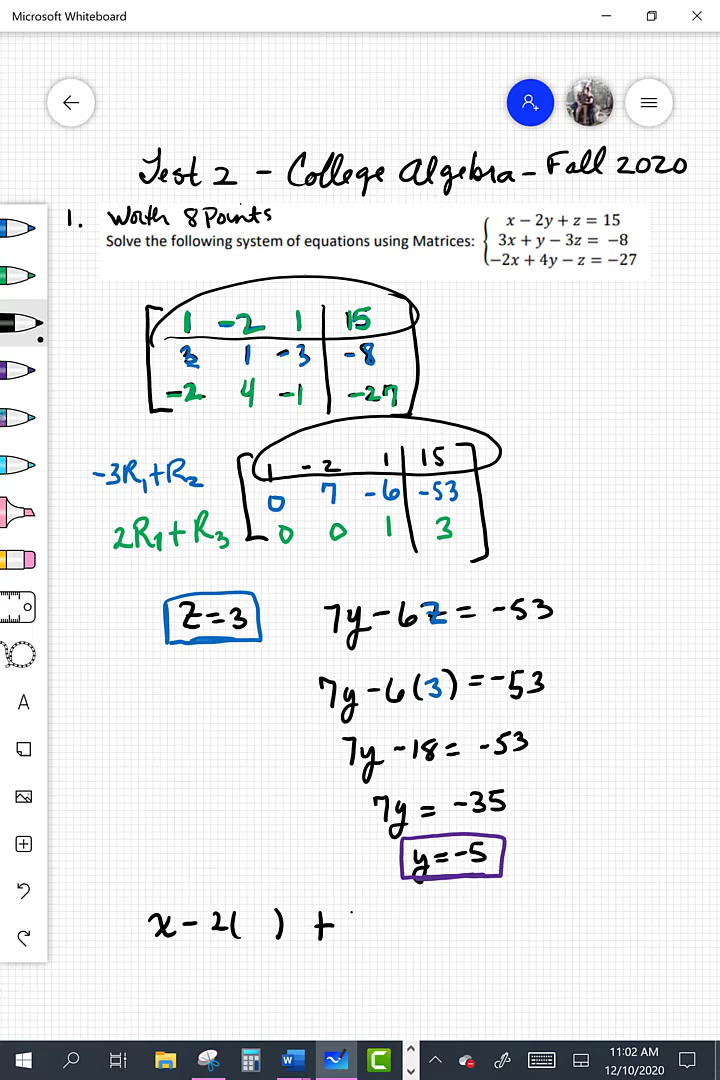 Microsoft Whiteboard
Test 2 - College Algebra - Fall 2020
1. Worth 8 Points
Solve the following system of equations using Matrices:
x − 2y + z = 15
3x + y − 3z = −8
−2x + 4y − z = −27
1 -2 1 15
3 1 -3 -8
-2 4 -1 -27
1 -2 1 15
-3R₁+R₂ 0 7 -6 -53
2R₁+R₃ 0 0 1 3
Z=3 7y-6z = -53
7y-6(3) = -53
7y-18 = -53
7y = -35
y=-5
x-2( ) +
A
11:02 AM
12/10/2020